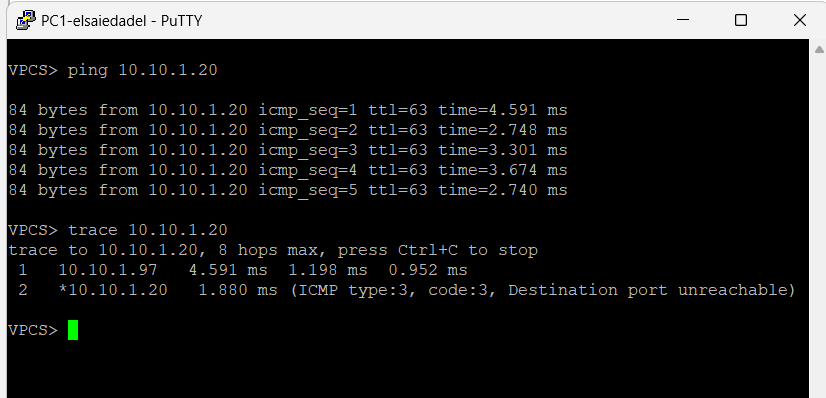 PC1-elsaiedadel - PuTTY
VPCS> ping 10.10.1.20
84 bytes from 10.10.1.20 icmp_seq=1 ttl=63 time=4.591 ms
84 bytes from 10.10.1.20 icmp_seq=2 ttl=63 time=2.748 ms
84 bytes from 10.10.1.20 icmp_seq=3 ttl=63 time=3.301 ms
84 bytes from 10.10.1.20 icmp_seq=4 ttl=63 time=3.674 ms
84 bytes from 10.10.1.20 icmp_seq=5 ttl=63 time=2.740 ms
VPCS> trace 10.10.1.20
trace to 10.10.1.20, 8 hops max, press Ctrl+C to stop
 1   10.10.1.97   4.591 ms  1.198 ms  0.952 ms
 2   *10.10.1.20   1.880 ms (ICMP type:3, code:3, Destination port unreachable)
VPCS>